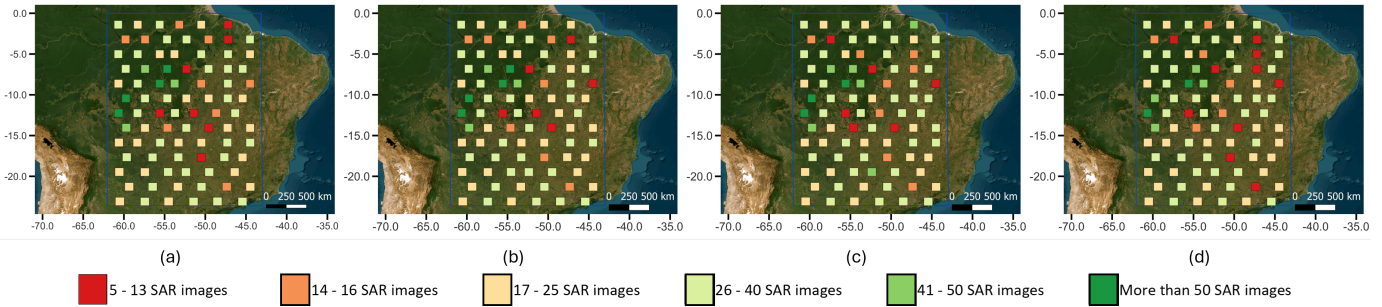 0.0
-5.0
-10.0
-15.0
-20.0
0 250 500 km
-70.0 -65.0 -60.0 -55.0 -50.0 -45.0 -40.0 -35.0
(a)
0.0
-5.0
-10.0
-15.0
-20.0
0 250 500 km
-70.0 -65.0 -60.0 -55.0 -50.0 -45.0 -40.0 -35.0
(b)
0.0
-5.0
-10.0
-15.0
-20.0
0 250 500 km
-70.0 -65.0 -60.0 -55.0 -50.0 -45.0 -40.0 -35.0
(c)
0.0
-5.0
-10.0
-15.0
-20.0
0 250 500 km
-70.0 -65.0 -60.0 -55.0 -50.0 -45.0 -40.0 -35.0
(d)
5 - 13 SAR images
14 - 16 SAR images
17 - 25 SAR images
26 - 40 SAR images
41 - 50 SAR images
More than 50 SAR images